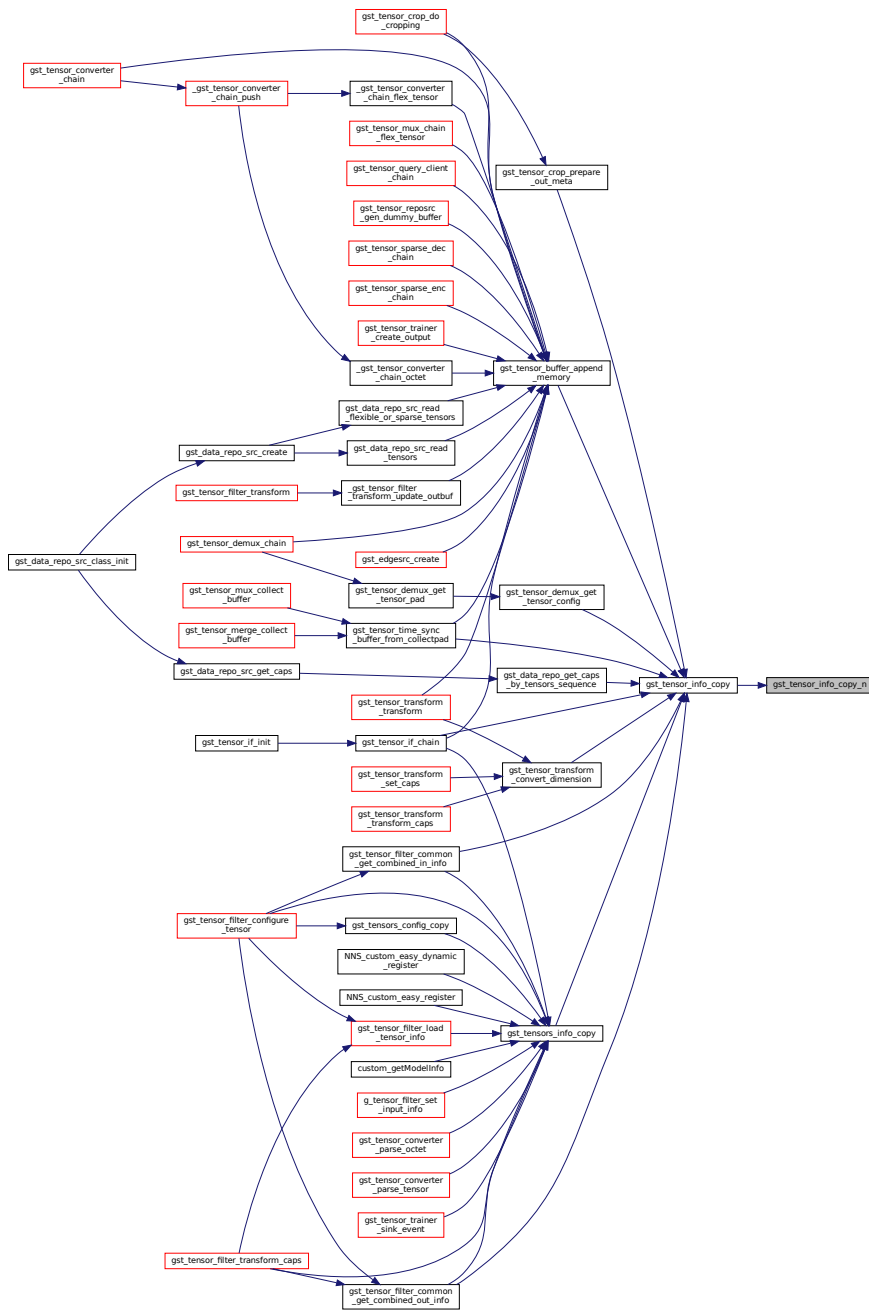 gst_tensor_crop_do
_cropping
gst_tensor_converter
_chain
_gst_tensor_converter
_chain_push
_gst_tensor_converter
_chain_flex_tensor
gst_tensor_mux_chain
_flex_tensor
gst_tensor_query_client
_chain
gst_tensor_crop_prepare
_out_meta
gst_tensor_reposrc
_gen_dummy_buffer
gst_tensor_sparse_dec
_chain
gst_tensor_sparse_enc
_chain
gst_tensor_trainer
_create_output
_gst_tensor_converter
_chain_octet
gst_tensor_buffer_append
_memory
gst_data_repo_src_read
_flexible_or_sparse_tensors
gst_data_repo_src_create
gst_data_repo_src_read
_tensors
gst_tensor_filter_transform
_gst_tensor_filter
_transform_update_outbuf
gst_tensor_demux_chain
gst_edgesrc_create
gst_data_repo_src_class_init
gst_tensor_mux_collect
_buffer
gst_tensor_demux_get
_tensor_pad
gst_tensor_demux_get
_tensor_config
gst_tensor_merge_collect
_buffer
gst_tensor_time_sync
_buffer_from_collectpad
gst_data_repo_src_get_caps
gst_data_repo_get_caps
_by_tensors_sequence
gst_tensor_info_copy
gst_tensor_info_copy_n
gst_tensor_transform
_transform
gst_tensor_if_init
gst_tensor_if_chain
gst_tensor_transform
_set_caps
gst_tensor_transform
_convert_dimension
gst_tensor_transform
_transform_caps
gst_tensor_filter_common
_get_combined_in_info
gst_tensor_filter_configure
_tensor
gst_tensors_config_copy
NNS_custom_easy_dynamic
_register
NNS_custom_easy_register
gst_tensor_filter_load
_tensor_info
gst_tensors_info_copy
custom_getModelInfo
g_tensor_filter_set
_input_info
gst_tensor_converter
_parse_octet
gst_tensor_converter
_parse_tensor
gst_tensor_trainer
_sink_event
gst_tensor_filter_transform_caps
gst_tensor_filter_common
_get_combined_out_info